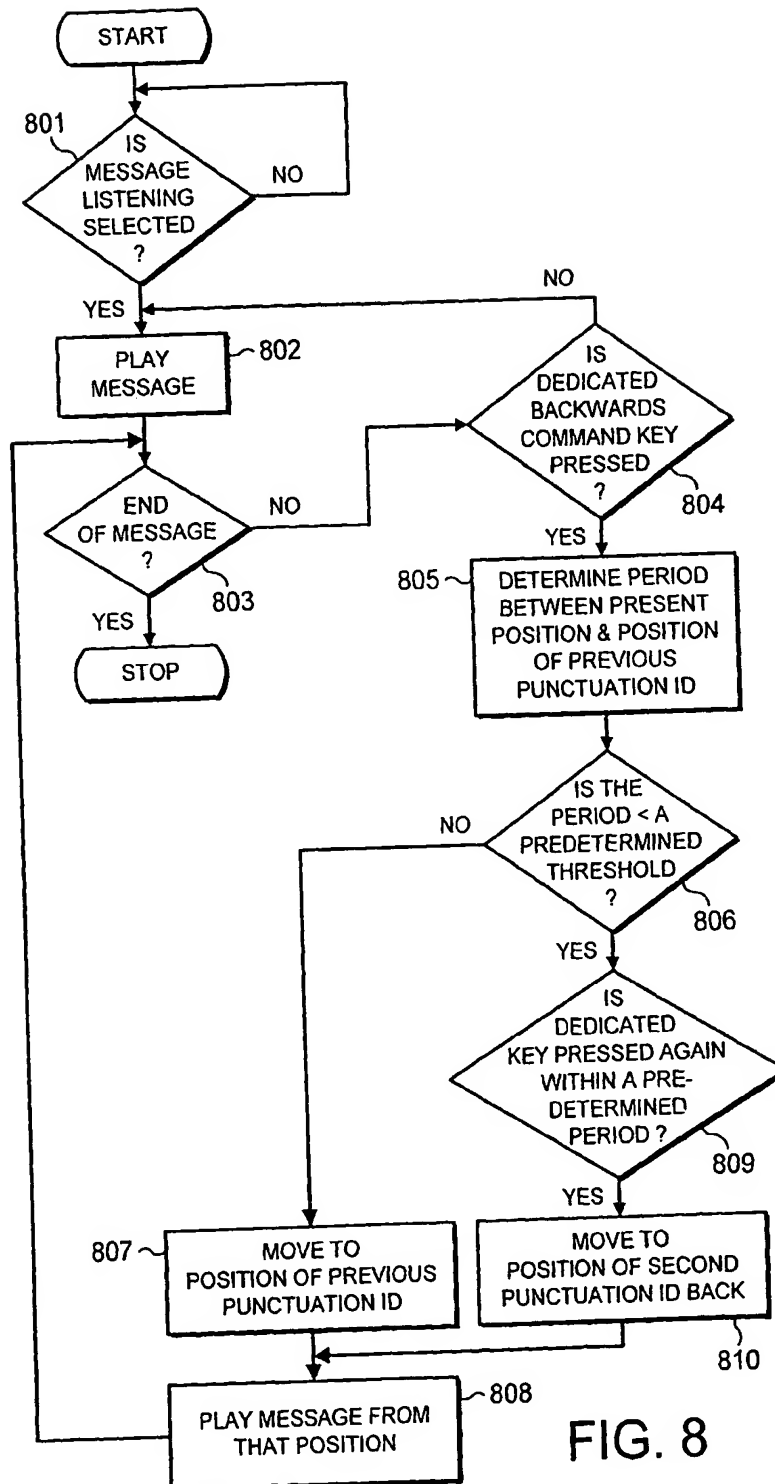 START
801
IS
MESSAGE
LISTENING
SELECTED
?
NO
YES
PLAY
MESSAGE
802
END
OF MESSAGE
?
803
NO
YES
STOP
NO
IS
DEDICATED
BACKWARDS
COMMAND KEY
PRESSED
?
804
YES
805
DETERMINE PERIOD
BETWEEN PRESENT
POSITION & POSITION
OF PREVIOUS
PUNCTUATION ID
IS THE
PERIOD < A
PREDETERMINED
THRESHOLD
?
806
NO
YES
IS
DEDICATED
KEY PRESSED AGAIN
WITHIN A PRE-
DETERMINED
PERIOD ?
809
YES
807
MOVE TO
POSITION OF PREVIOUS
PUNCTUATION ID
MOVE TO
POSITION OF SECOND
PUNCTUATION ID BACK
810
PLAY MESSAGE FROM
THAT POSITION
808
FIG. 8